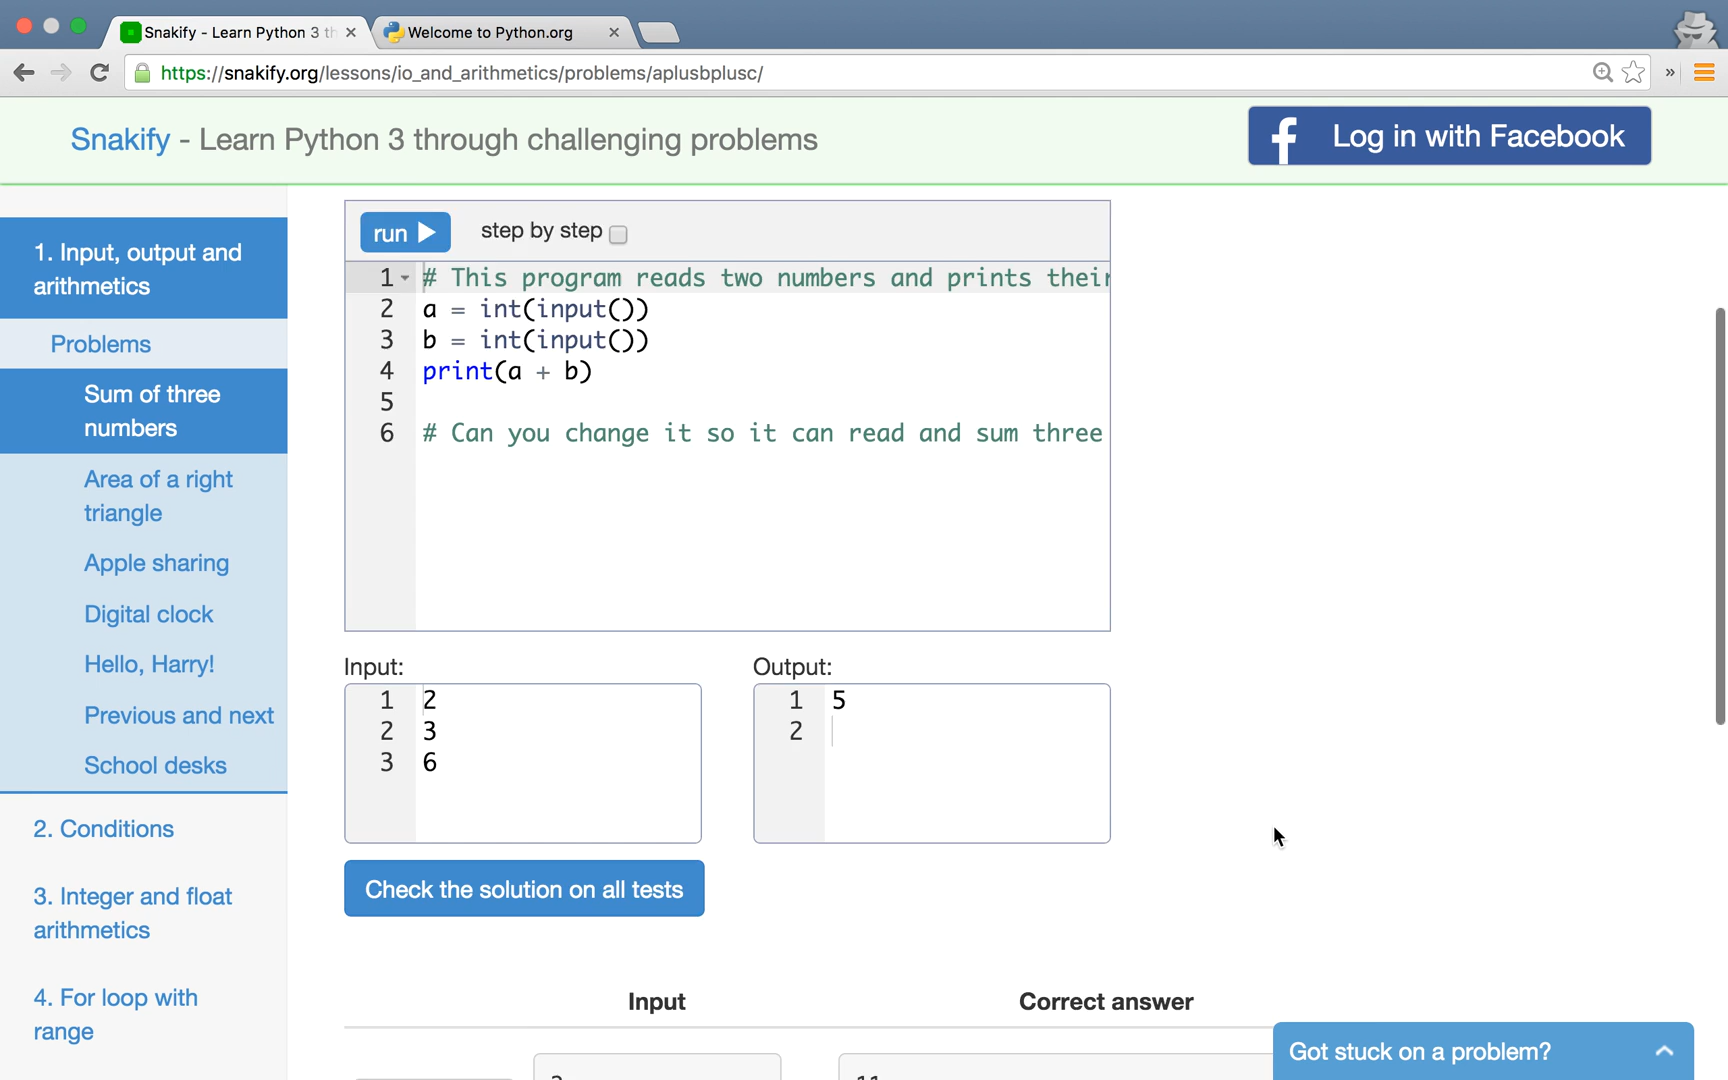 Snakify - Learn Python 3 th
Welcome to Python.org
https://snakify.org/lessons/io_and_arithmetics/problems/aplusbplusc/
Snakify - Learn Python 3 through challenging problems
Log in with Facebook
1. Input, output and
arithmetics
Problems
Sum of three
numbers
Area of a right
triangle
Apple sharing
Digital clock
Hello, Harry!
Previous and next
School desks
2. Conditions
3. Integer and float
arithmetics
4. For loop with
range
run
step by step
1 # This program reads two numbers and prints their
2 a = int(input())
3 b = int(input())
4 print(a + b)
5
6 # Can you change it so it can read and sum three
Input:
1 2
2 3
3 6
Output:
1 5
2
Check the solution on all tests
Input
Correct answer
Got stuck on a problem?